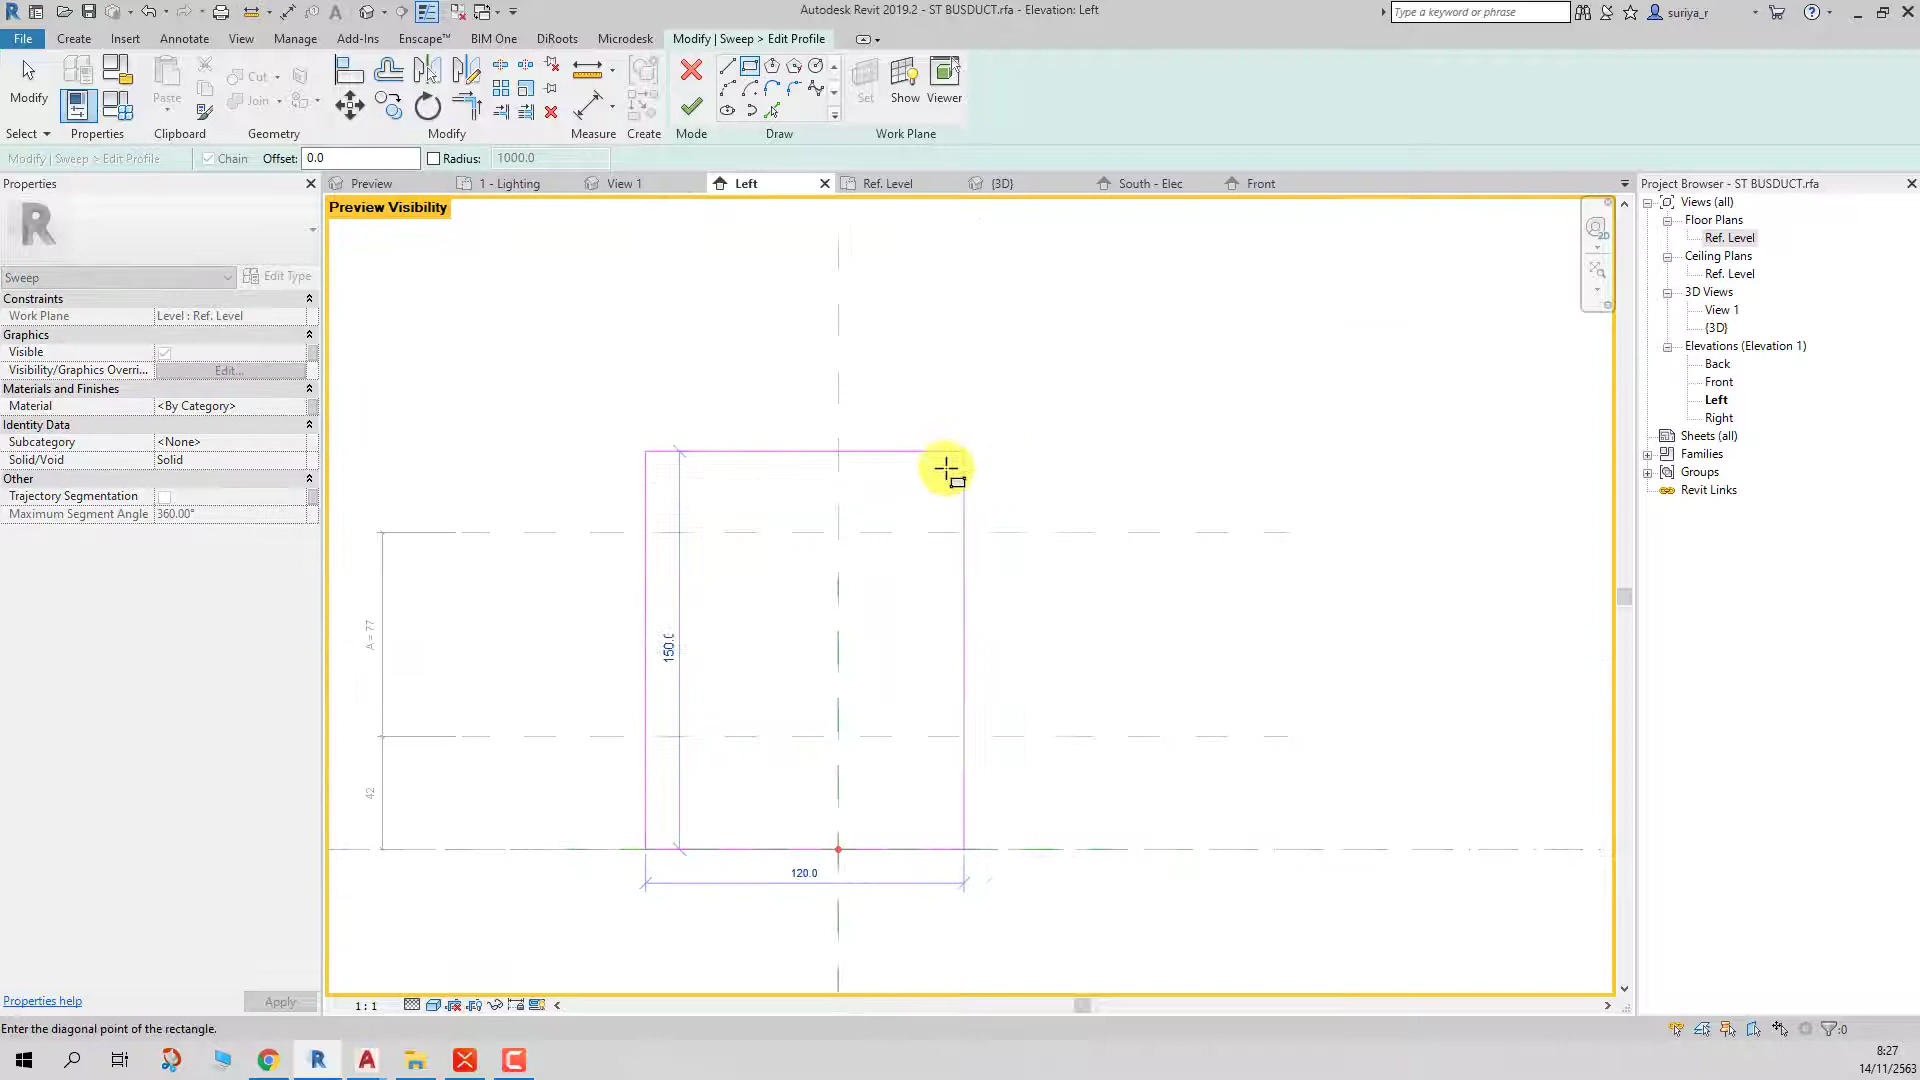 Autodesk Revit 2019.2 - ST BUSDUCT.rfa - Elevation: Left
Type a keyword or phrase
suriya_r
File Create Insert Annotate View Manage Add-Ins Enscape™ BIM One DiRoots Microdesk Modify | Sweep > Edit Profile
Modify
Paste
Cut
Join
Set Show Viewer
Select Properties Clipboard Geometry Modify Measure Create Mode Draw Work Plane
Modify | Sweep > Edit Profile Chain Offset: 0.0 Radius: 1000.0
Properties
Preview 1 - Lighting View 1 Left Ref. Level {3D} South - Elec Front
Project Browser - ST BUSDUCT.rfa
Preview Visibility
R
2D
Sweep Edit Type
Constraints
Work Plane Level : Ref. Level
Graphics
Visible
Visibility/Graphics Overri... Edit...
Materials and Finishes
Material <By Category>
Identity Data
Subcategory <None>
Solid/Void Solid
Other
Trajectory Segmentation
Maximum Segment Angle 360.00°
Properties help Apply
A = 77
42
150.0
120.0
Views (all)
Floor Plans
Ref. Level
Ceiling Plans
Ref. Level
3D Views
View 1
{3D}
Elevations (Elevation 1)
Back
Front
Left
Right
Sheets (all)
Families
Groups
Revit Links
1 : 1
Enter the diagonal point of the rectangle.
:0
8:27
14/11/2563